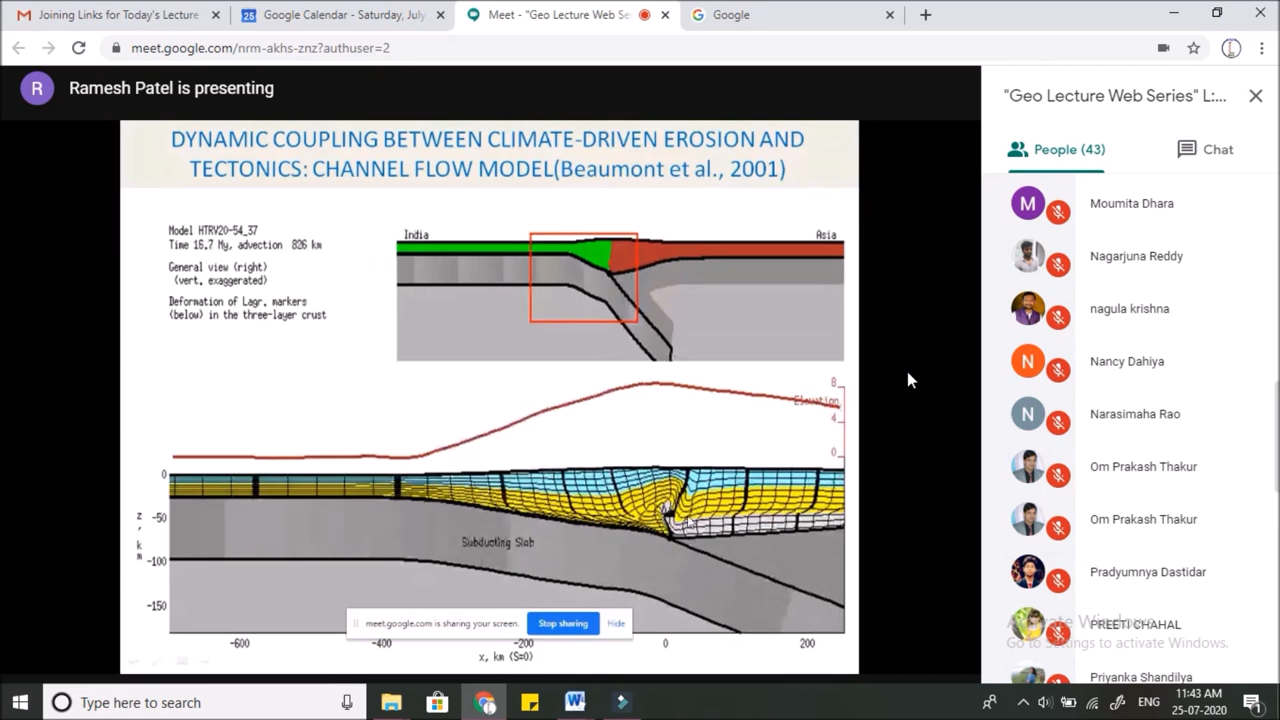 Joining Links for Today's Lecture
Google Calendar - Saturday, July
Meet - "Geo Lecture Web Se
Google
meet.google.com/nrm-akhs-znz?authuser=2
R
Ramesh Patel is presenting
"Geo Lecture Web Series" L:...
People (43)
Chat
DYNAMIC COUPLING BETWEEN CLIMATE-DRIVEN EROSION AND
TECTONICS: CHANNEL FLOW MODEL(Beaumont et al., 2001)
Model HTRV20-54_37
Time 15.7 My, advection 826 km
General view (right)
(vert. exaggerated)
Deformation of Lagr. markers
(below) in the three-layer crust
India
Asia
8
Elevation
4
0
0
-50
z, km
-100
-150
Subducting Slab
meet.google.com is sharing your screen.
Stop sharing
Hide
-600
-400
-200
0
200
x, km (S=0)
M
Moumita Dhara
Nagarjuna Reddy
nagula krishna
N
Nancy Dahiya
N
Narasimaha Rao
Om Prakash Thakur
Om Prakash Thakur
Pradyumnya Dastidar
PREETI CHAHAL
Activate Windows
Go to Settings to activate Windows.
Priyanka Shandilya
Type here to search
ENG
11:43 AM
25-07-2020
1